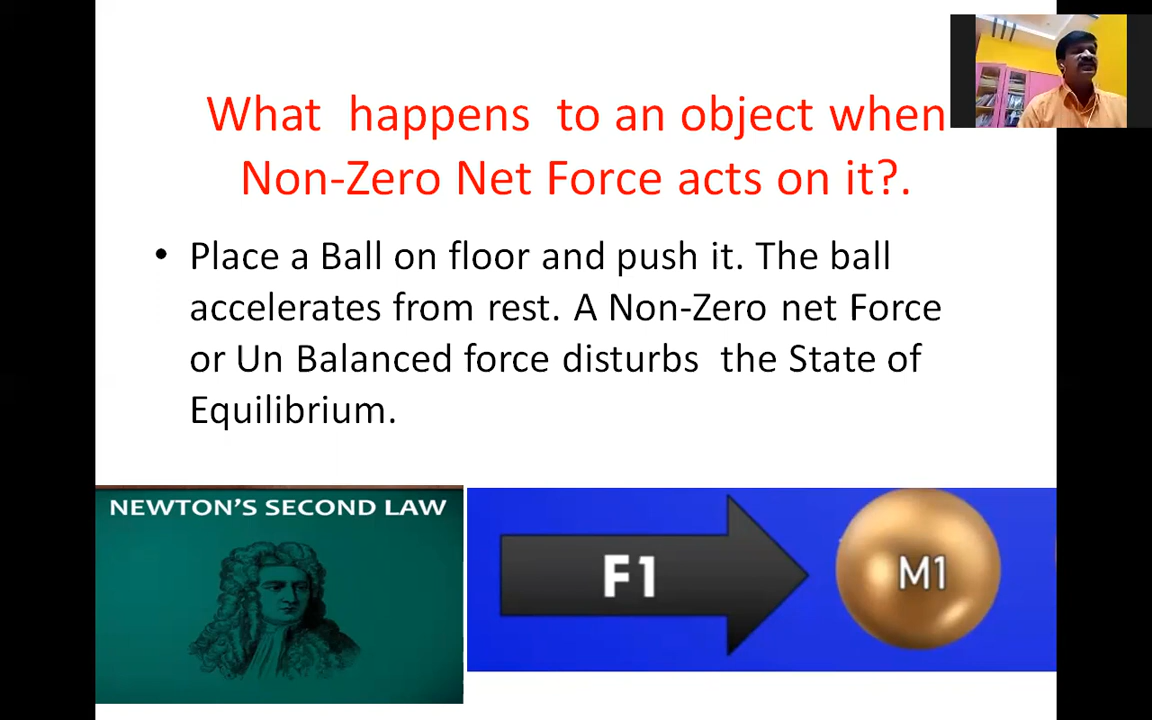 What happens to an object when
Non-Zero Net Force acts on it?.
• Place a Ball on floor and push it. The ball
accelerates from rest. A Non-Zero net Force
or Un Balanced force disturbs the State of
Equilibrium.
NEWTON'S SECOND LAW
F1
M1